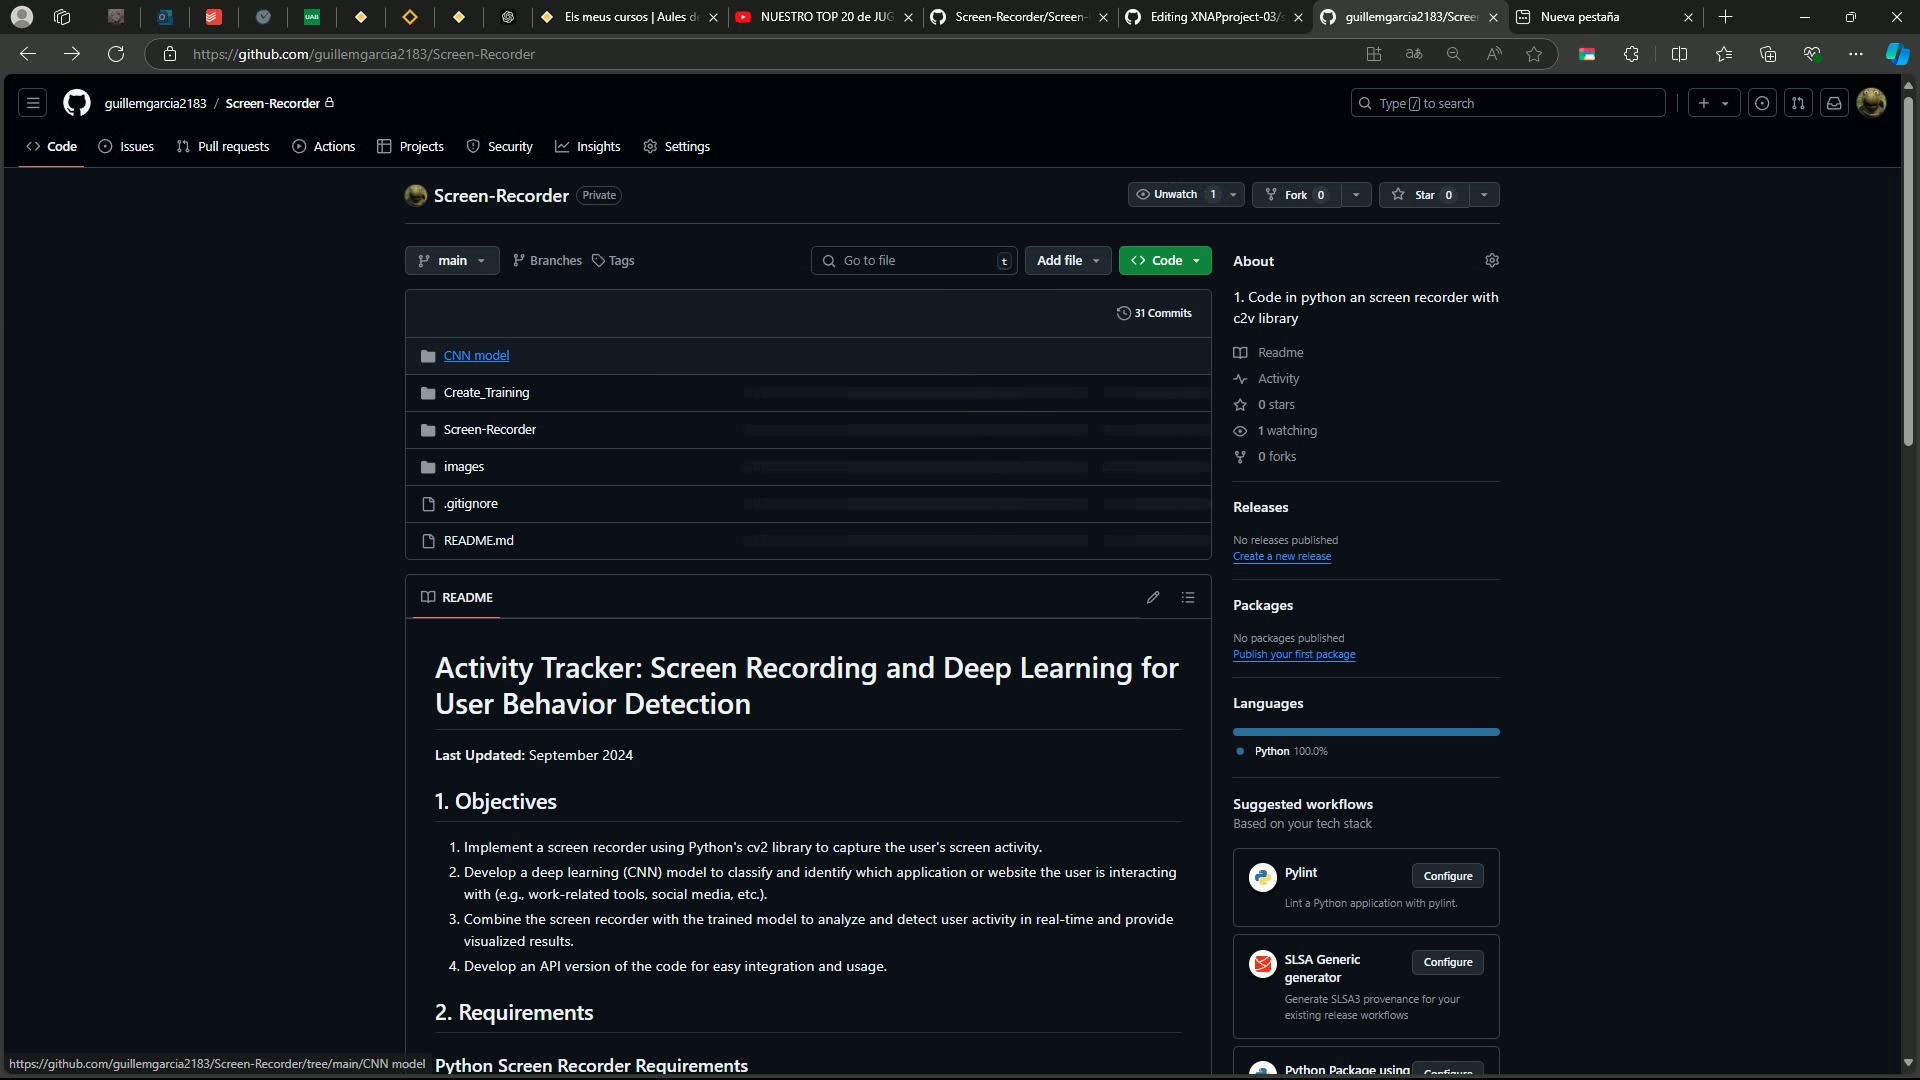 UAB
Els meus cursos | Aules d
NUESTRO TOP 20 de JUG
Screen-Recorder/Screen-
Editing XNAPproject-03/s
guillemgarcia2183/Screen
Nueva pestaña
https://github.com/guillemgarcia2183/Screen-Recorder
guillemgarcia2183 / Screen-Recorder
Type / to search
Code
Issues
Pull requests
Actions
Projects
Security
Insights
Settings
Screen-Recorder Private
Unwatch 1
Fork 0
Star 0
main
Branches
Tags
Go to file t
Add file
Code
31 Commits
CNN model
Create_Training
Screen-Recorder
images
.gitignore
README.md
README
Activity Tracker: Screen Recording and Deep Learning for
User Behavior Detection
Last Updated: September 2024
1. Objectives
1. Implement a screen recorder using Python's cv2 library to capture the user's screen activity.
2. Develop a deep learning (CNN) model to classify and identify which application or website the user is interacting
with (e.g., work-related tools, social media, etc.).
3. Combine the screen recorder with the trained model to analyze and detect user activity in real-time and provide
visualized results.
4. Develop an API version of the code for easy integration and usage.
2. Requirements
Python Screen Recorder Requirements
About
1. Code in python an screen recorder with
c2v library
Readme
Activity
0 stars
1 watching
0 forks
Releases
No releases published
Create a new release
Packages
No packages published
Publish your first package
Languages
Python 100.0%
Suggested workflows
Based on your tech stack
Pylint
Configure
Lint a Python application with pylint.
SLSA Generic
generator
Configure
Generate SLSA3 provenance for your
existing release workflows
Python Package using
Configure
https://github.com/guillemgarcia2183/Screen-Recorder/tree/main/CNN model